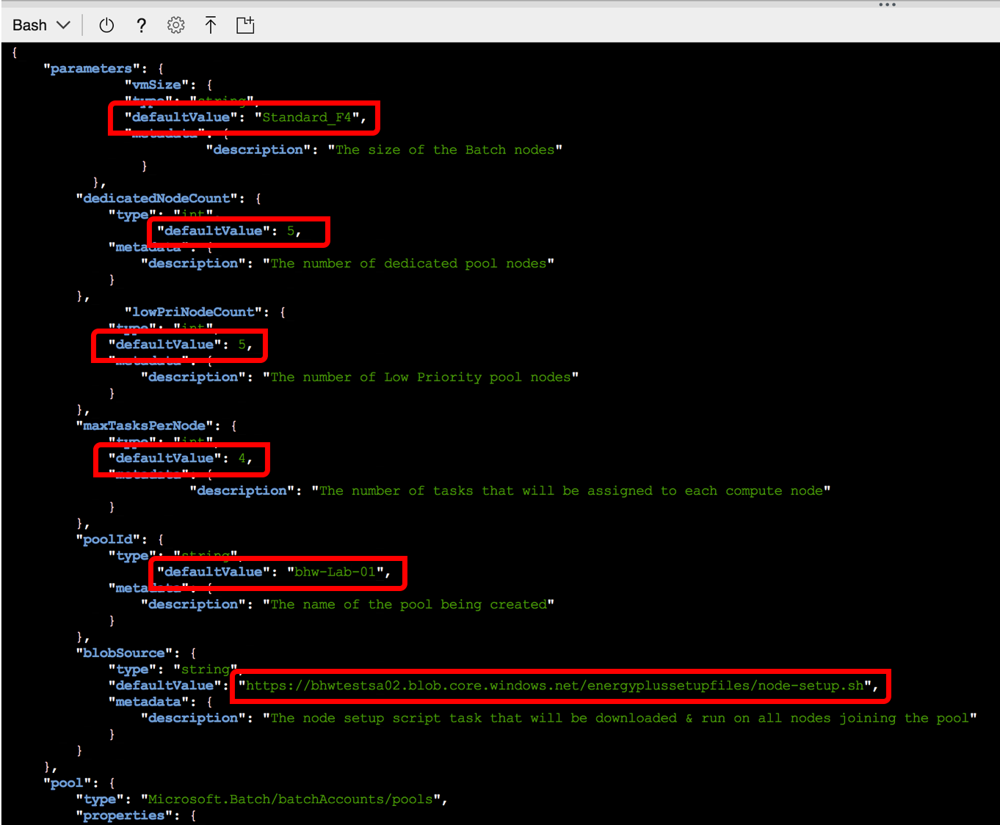 Bash
{
"parameters": {
"vmSize": {
"type": "string",
"defaultValue": "Standard_F4",
"metadata": {
"description": "The size of the Batch nodes"
}
},
"dedicatedNodeCount": {
"type": "int",
"defaultValue": 5,
"metadata": {
"description": "The number of dedicated pool nodes"
}
},
"lowPriNodeCount": {
"type": "int",
"defaultValue": 5,
"metadata": {
"description": "The number of Low Priority pool nodes"
}
},
"maxTasksPerNode": {
"type": "int",
"defaultValue": 4,
"metadata": {
"description": "The number of tasks that will be assigned to each compute node"
}
},
"poolId": {
"type": "string",
"defaultValue": "bhw-Lab-01",
"metadata": {
"description": "The name of the pool being created"
}
},
"blobSource": {
"type": "string",
"defaultValue": "https://bhwtestsa02.blob.core.windows.net/energyplussetupfiles/node-setup.sh",
"metadata": {
"description": "The node setup script task that will be downloaded & run on all nodes joining the pool"
}
}
},
"pool": {
"type": "Microsoft.Batch/batchAccounts/pools",
"properties": {